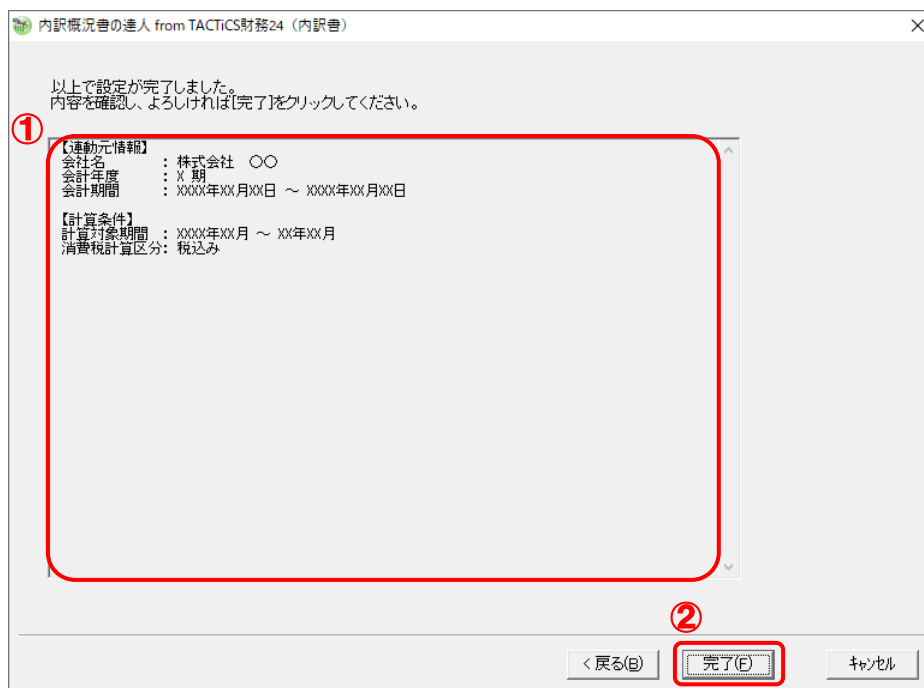 内訳概況書の達人 from TACTiCS財務24（内訳書）
以上で設定が完了しました。
内容を確認し、よろしければ[完了]をクリックしてください。
①
【連動元情報】
会社名　　　　：株式会社　○○
会計年度　　　：X 期
会計期間　　　：XXXX年XX月XX日 ～ XXXX年XX月XX日
【計算条件】
計算対象期間　：XXXX年XX月 ～ XX年XX月
消費税計算区分：税込み
②
< 戻る(B)　完了(F)　キャンセル